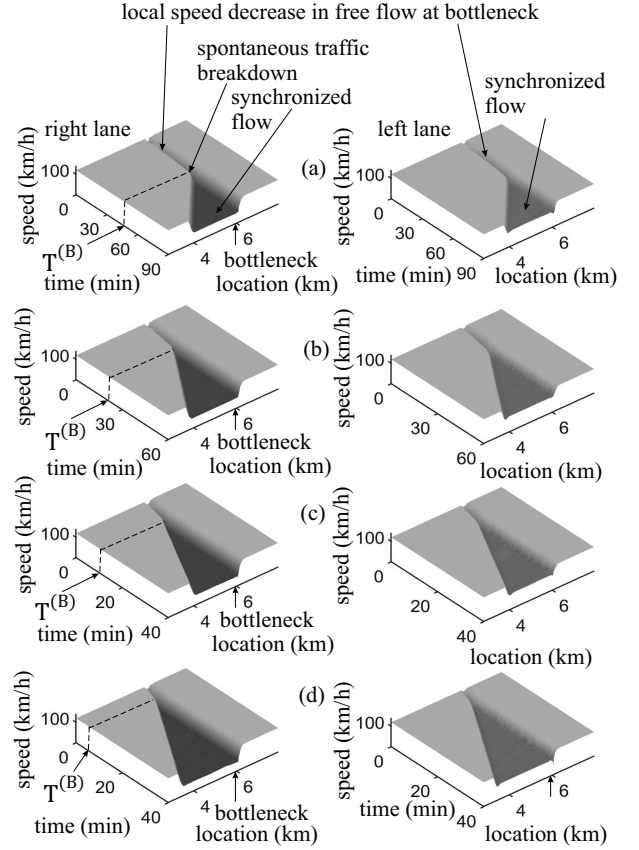 local speed decrease in free flow at bottleneck
spontaneous traffic
breakdown
synchronized
flow
right lane
speed (km/h)
100
0
30
60
90
T^(B)
time (min)
4
6
bottleneck
location (km)
(a)
left lane
synchronized
flow
speed (km/h)
100
0
30
60
90
time (min)
4
6
location (km)
(b)
speed (km/h)
100
0
30
60
T^(B)
time (min)
4
6
bottleneck
location (km)
speed (km/h)
100
0
30
60
4
6
location (km)
(c)
speed (km/h)
100
0
20
40
T^(B)
time (min)
4
6
bottleneck
location (km)
speed (km/h)
100
0
20
40
4
6
location (km)
(d)
speed (km/h)
100
0
20
40
T^(B)
time (min)
4
6
bottleneck
location (km)
speed (km/h)
100
0
20
40
time (min)
4
6
location (km)